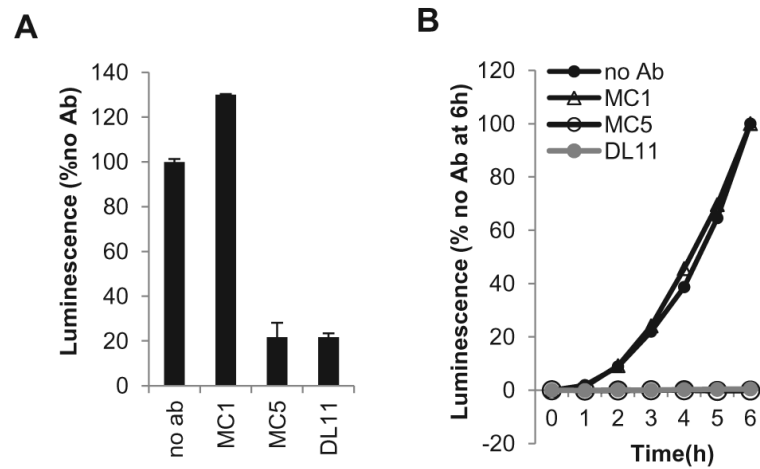 A
Luminescence (%no Ab)
140
120
100
80
60
40
20
0
no ab
MC1
MC5
DL11
B
Luminescence (% no Ab at 6h)
120
100
80
60
40
20
0
-20
no Ab
MC1
MC5
DL11
0 1 2 3 4 5 6
Time(h)